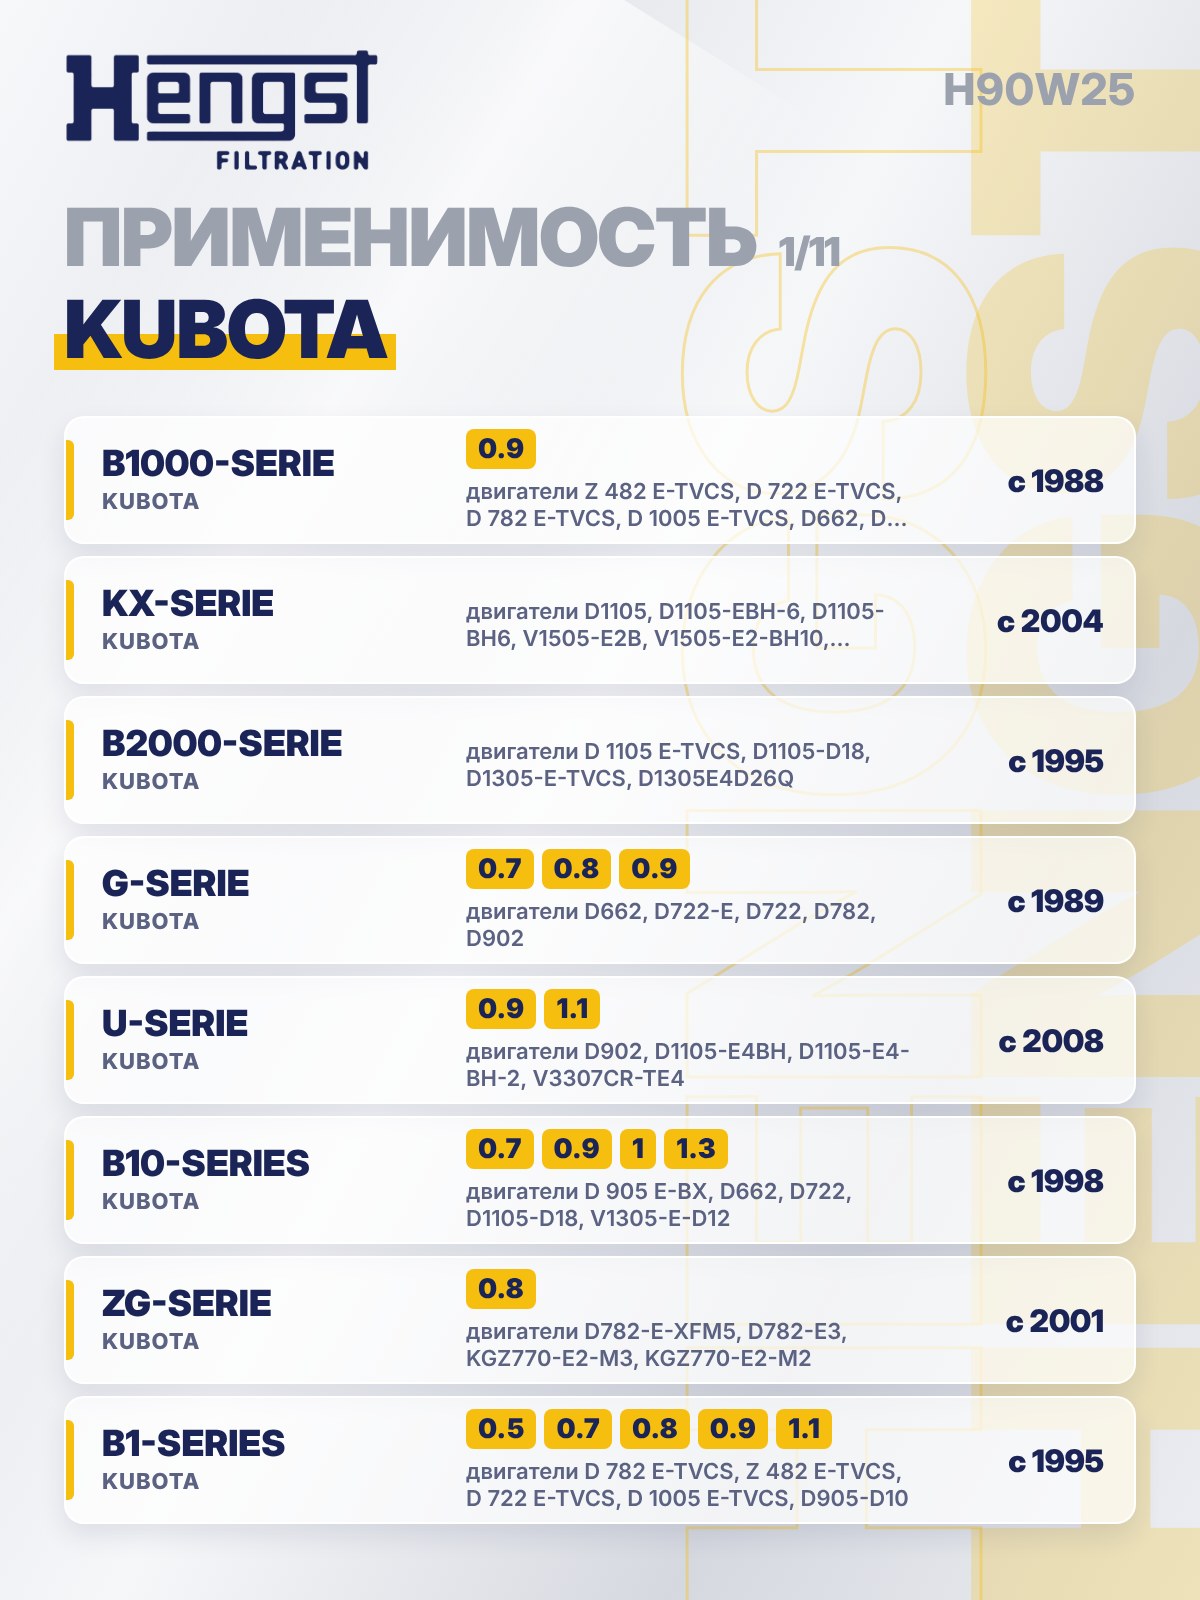 Hengst
FILTRATION
H90W25
ПРИМЕНИМОСТЬ 1/11
KUBOTA
B1000-SERIE
KUBOTA
0.9
двигатели Z 482 E-TVCS, D 722 E-TVCS,
D 782 E-TVCS, D 1005 E-TVCS, D662, D...
с 1988
KX-SERIE
KUBOTA
двигатели D1105, D1105-EBH-6, D1105-
BH6, V1505-E2B, V1505-E2-BH10,...
с 2004
B2000-SERIE
KUBOTA
двигатели D 1105 E-TVCS, D1105-D18,
D1305-E-TVCS, D1305E4D26Q
с 1995
G-SERIE
KUBOTA
0.7 0.8 0.9
двигатели D662, D722-E, D722, D782,
D902
с 1989
U-SERIE
KUBOTA
0.9 1.1
двигатели D902, D1105-E4BH, D1105-E4-
BH-2, V3307CR-TE4
с 2008
B10-SERIES
KUBOTA
0.7 0.9 1 1.3
двигатели D 905 E-BX, D662, D722,
D1105-D18, V1305-E-D12
с 1998
ZG-SERIE
KUBOTA
0.8
двигатели D782-E-XFM5, D782-E3,
KGZ770-E2-M3, KGZ770-E2-M2
с 2001
B1-SERIES
KUBOTA
0.5 0.7 0.8 0.9 1.1
двигатели D 782 E-TVCS, Z 482 E-TVCS,
D 722 E-TVCS, D 1005 E-TVCS, D905-D10
с 1995
HENGST
HENGST